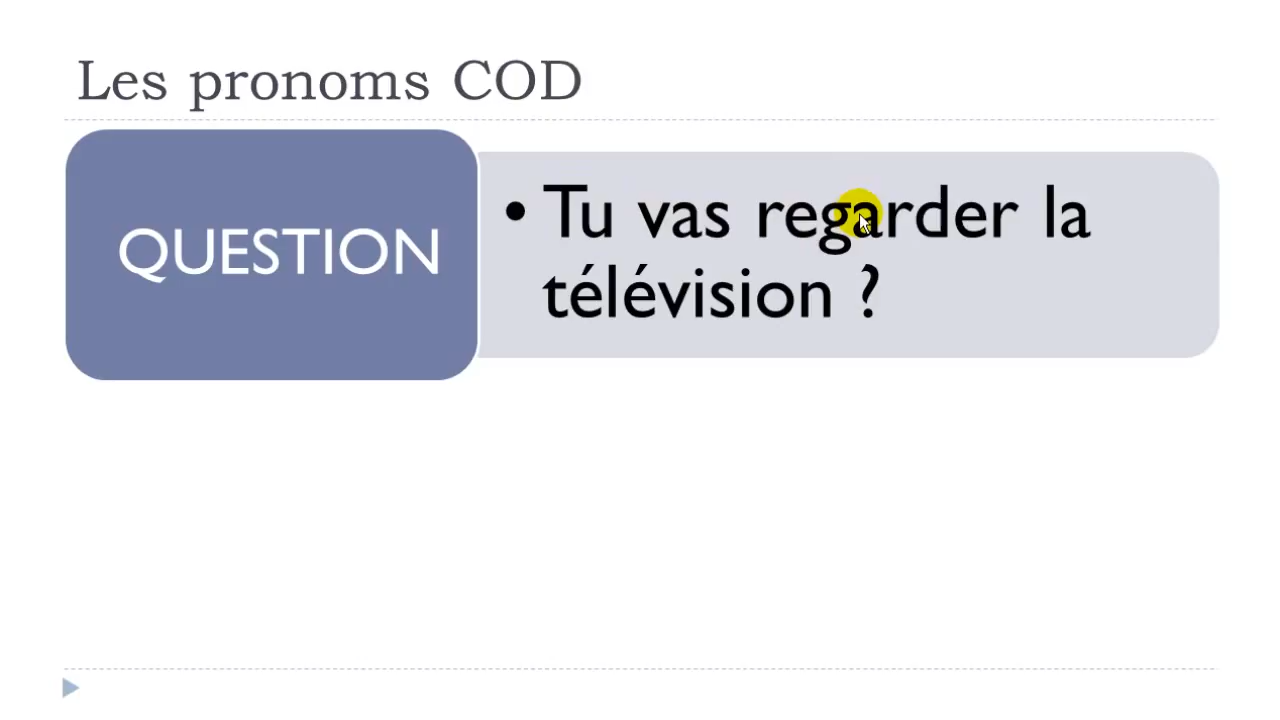 Les pronoms COD
QUESTION
• Tu vas regarder la
télévision ?